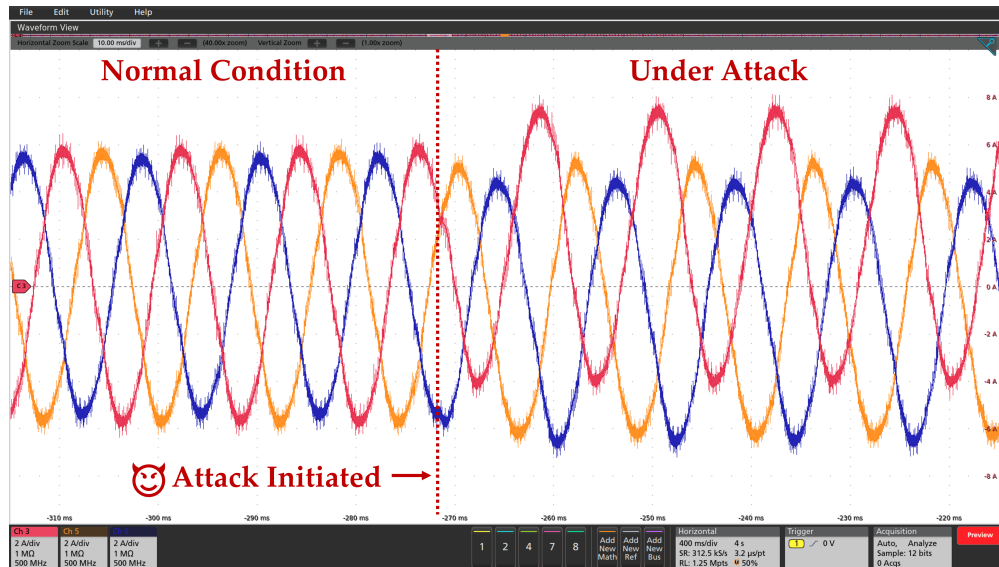 File Edit Utility Help
Waveform View
Horizontal Zoom Scale 10.00 ms/div + - (40.00x zoom) Vertical Zoom + - (1.00x zoom)
Normal Condition Under Attack
8 A
6 A
4 A
2 A
C 3 0 A
-2 A
-4 A
-6 A
Attack Initiated
-8 A
-310 ms -300 ms -290 ms -280 ms -270 ms -260 ms -250 ms -240 ms -230 ms -220 ms
Ch 3 Ch 5 Horizontal Trigger Acquisition Preview
2 A/div 2 A/div 2 A/div 1 2 4 7 8 Add New Math Add New Ref Add New Bus 400 ms/div 4 s 1 0 V Auto, Analyze
1 MΩ 1 MΩ 1 MΩ SR: 312.5 kS/s 3.2 µs/pt Sample: 12 bits
500 MHz 500 MHz 500 MHz RL: 1.25 Mpts 50% 0 Acqs